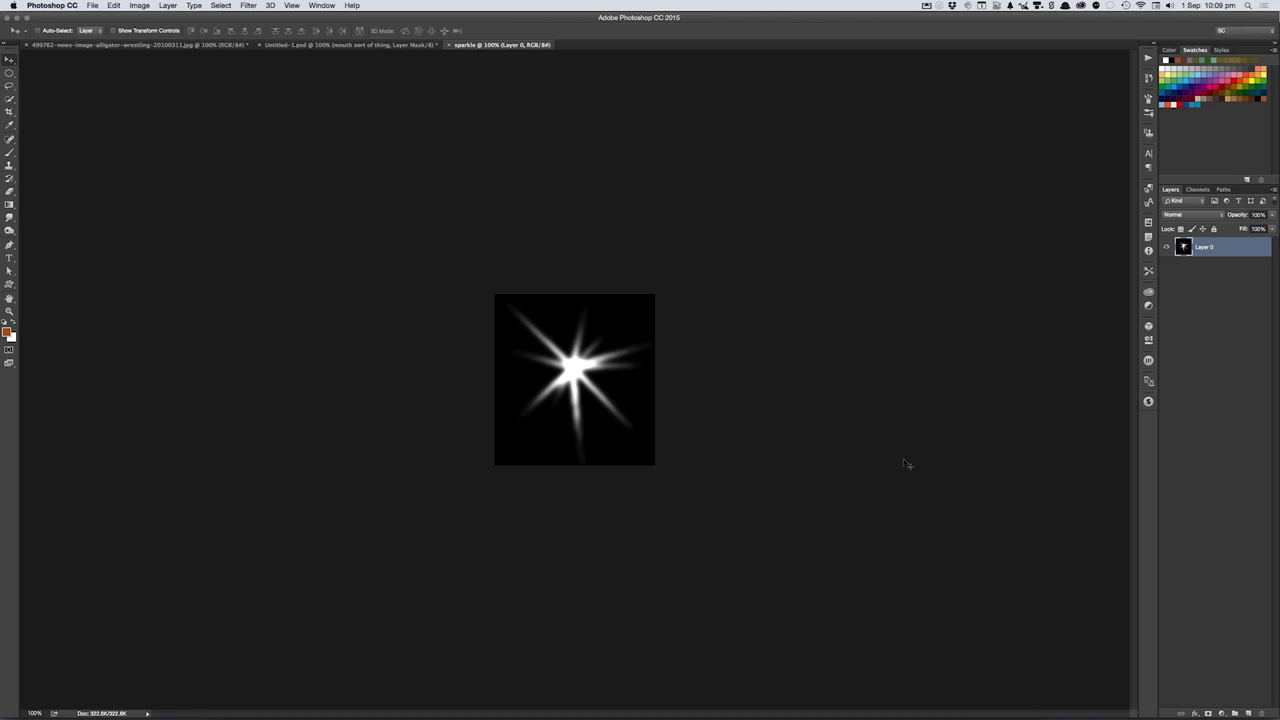 Photoshop CC File Edit Image Layer Type Select Filter 3D View Window Help 1 Sep 10:09 pm
Adobe Photoshop CC 2015
Auto-Select: Layer Show Transform Controls 3D Mode: SC
× 499762-news-image-alligator-wrestling-20100311.jpg @ 100% (RGB/8#) * × Untitled-1.psd @ 100% (mouth sort of thing, Layer Mask/8) * × sparkle @ 100% (Layer 0, RGB/8#)
Color Swatches Styles
Layers Channels Paths
Kind
Normal Opacity: 100%
Lock: Fill: 100%
Layer 0
100% Doc: 322.6K/322.6K